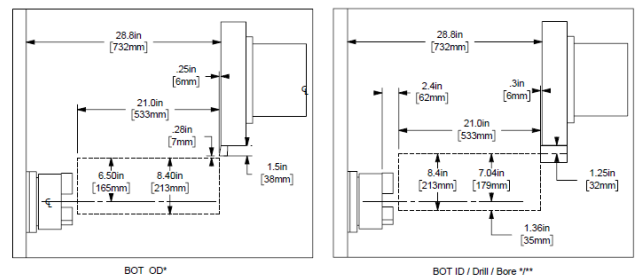 28.8in
[732mm]
.25in
[6mm]
21.0in
[533mm]
.28in
[7mm]
1.5in
[38mm]
6.50in
[165mm]
8.40in
[213mm]
BOT OD*
28.8in
[732mm]
2.4in
[62mm]
.3in
[6mm]
21.0in
[533mm]
8.4in
[213mm]
7.04in
[179mm]
1.25in
[32mm]
1.36in
[35mm]
BOT ID / Drill / Bore */**